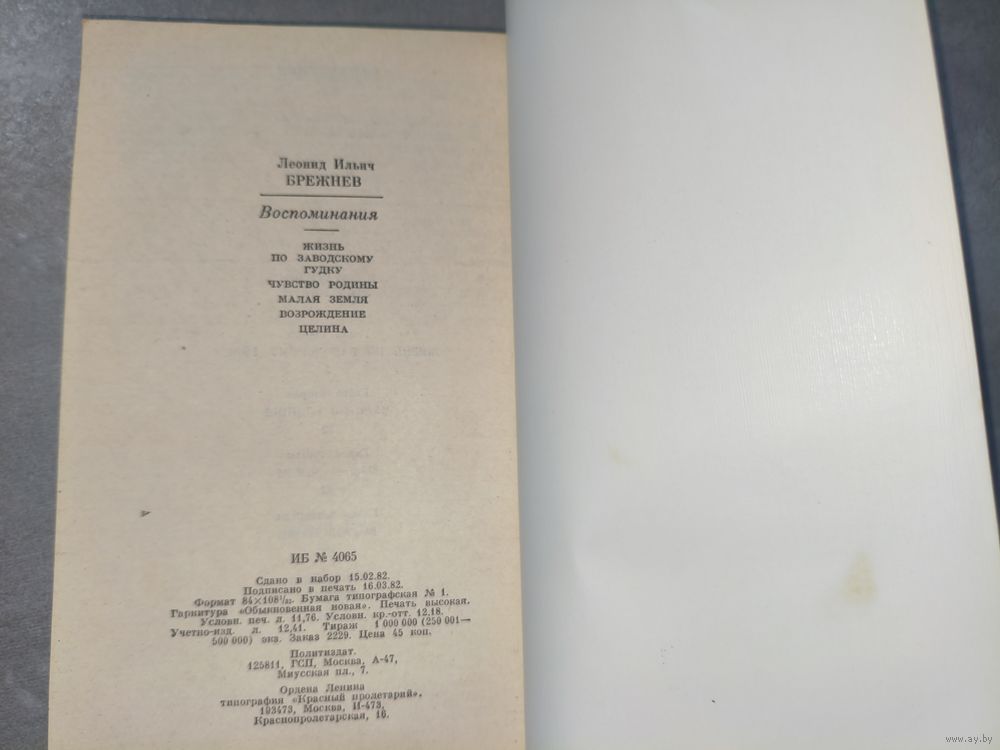 Леонид Ильич
БРЕЖНЕВ
Воспоминания
ЖИЗНЬ
ПО ЗАВОДСКОМУ
ГУДКУ
ЧУВСТВО РОДИНЫ
МАЛАЯ ЗЕМЛЯ
ВОЗРОЖДЕНИЕ
ЦЕЛИНА
ИБ № 4065
Сдано в набор 15.02.82.
Подписано в печать 16.03.82.
Формат 84×108¹/₃₂. Бумага типографская № 1.
Гарнитура «Обыкновенная новая». Печать высокая.
Условн. печ. л. 11,76. Условн. кр.-отт. 12,18.
Учетно-изд. л. 12,41. Тираж 1 000 000 (250 001—
500 000) экз. Заказ 2229. Цена 45 коп.
Политиздат.
125811, ГСП, Москва, А-47,
Миусская пл., 7.
Ордена Ленина
типография «Красный пролетарий».
103473, Москва, И-473,
Краснопролетарская, 16.
www.ay.by